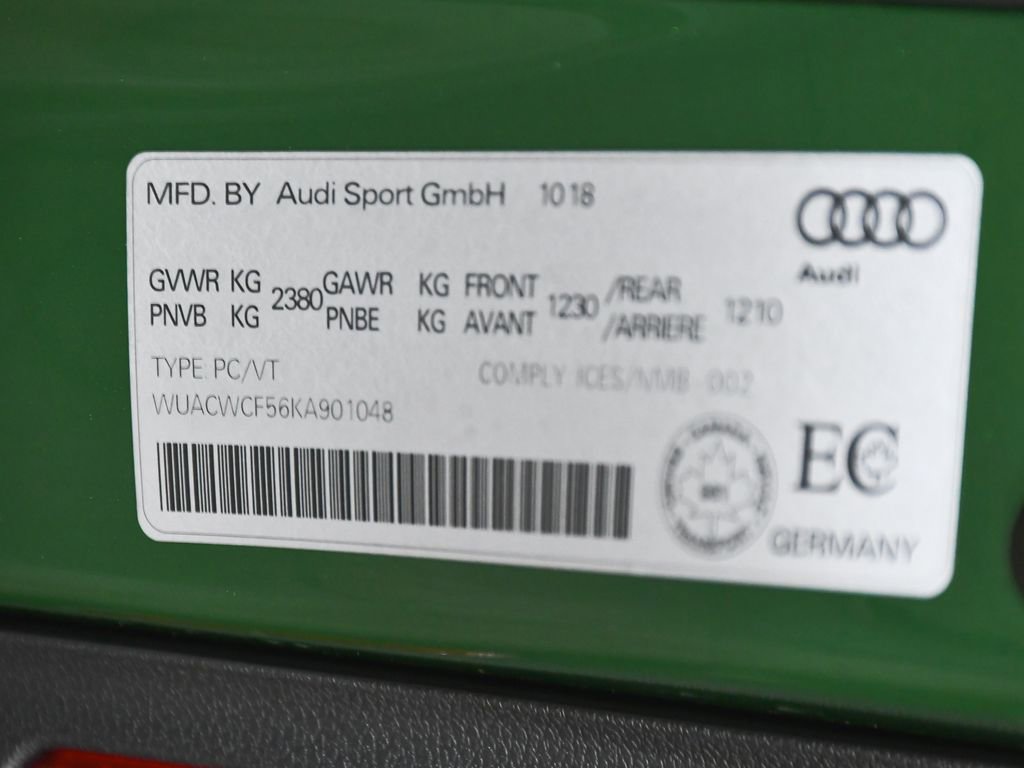 MFD. BY Audi Sport GmbH 1018
Audi
GVWR KG 2380 GAWR KG FRONT 1230 /REAR 1210
PNVB KG PNBE KG AVANT /ARRIERE
TYPE PC/VT COMPLY ICES/NMB-002
WUACWCF56KA901048
CANADA
EC
GERMANY